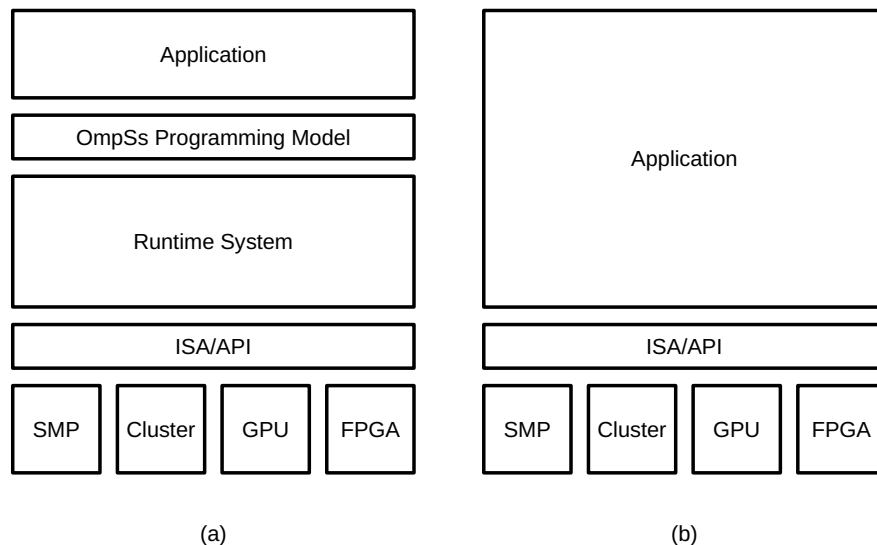 Application
OmpSs Programming Model
Runtime System
ISA/API
SMP Cluster GPU FPGA
(a)
Application
ISA/API
SMP Cluster GPU FPGA
(b)